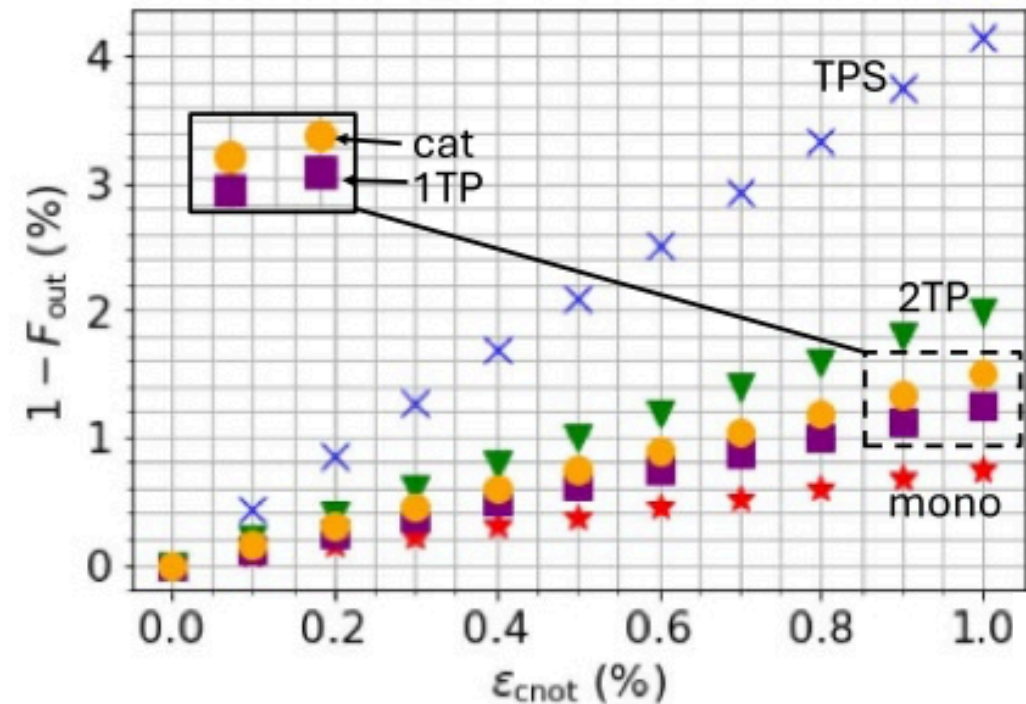 4
3
2
1
0
1 − F_out (%)
TPS
cat
1TP
2TP
mono
0.0 0.2 0.4 0.6 0.8 1.0
ε_cnot (%)